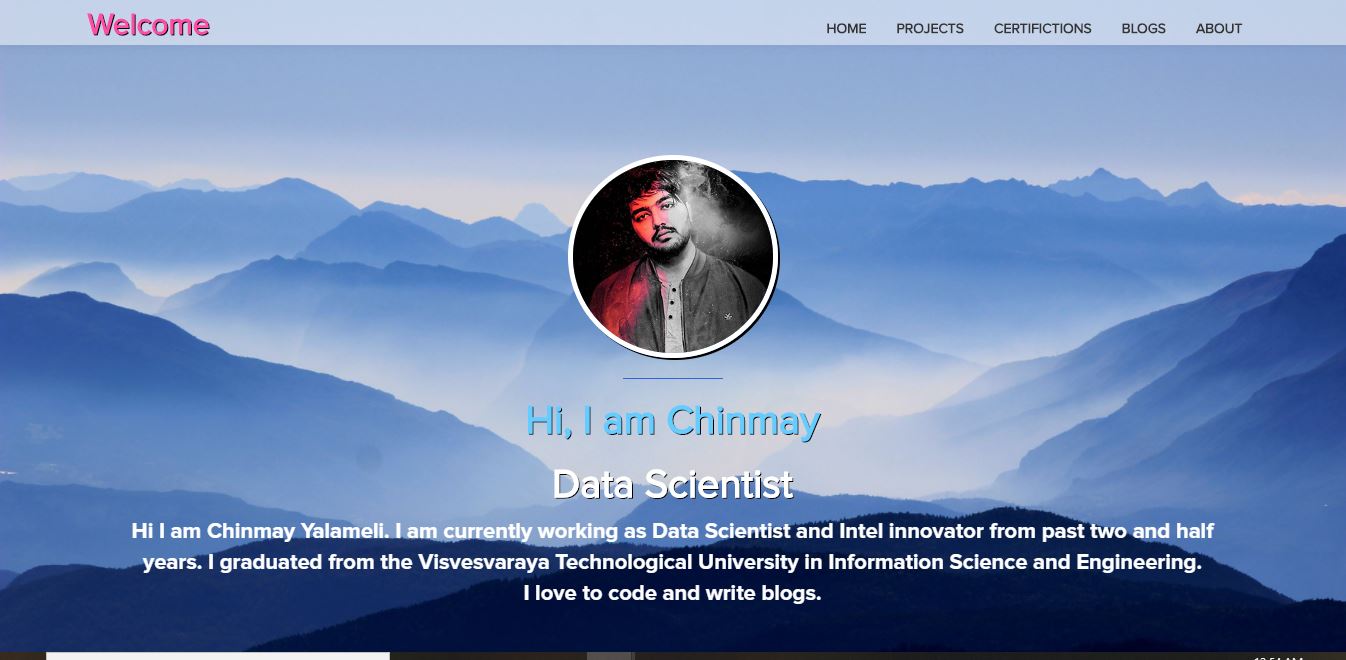 Welcome
HOME PROJECTS CERTIFICTIONS BLOGS ABOUT
Hi, I am Chinmay
Data Scientist
Hi I am Chinmay Yalameli. I am currently working as Data Scientist and Intel innovator from past two and half
years. I graduated from the Visvesvaraya Technological University in Information Science and Engineering.
I love to code and write blogs.